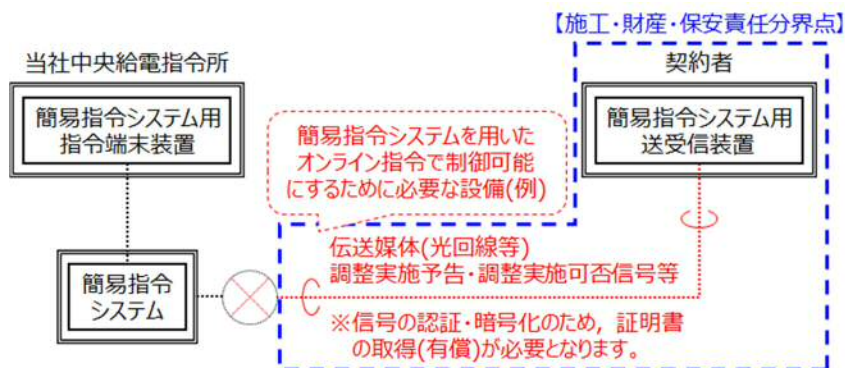 【施工・財産・保安責任分界点】
当社中央給電指令所
契約者
簡易指令システム用
指令端末装置
簡易指令システム用
送受信装置
簡易指令システムを用いた
オンライン指令で制御可能
にするために必要な設備(例)
伝送媒体(光回線等)
調整実施予告・調整実施可否信号等
簡易指令
システム
※信号の認証・暗号化のため, 証明書
の取得(有償)が必要となります。